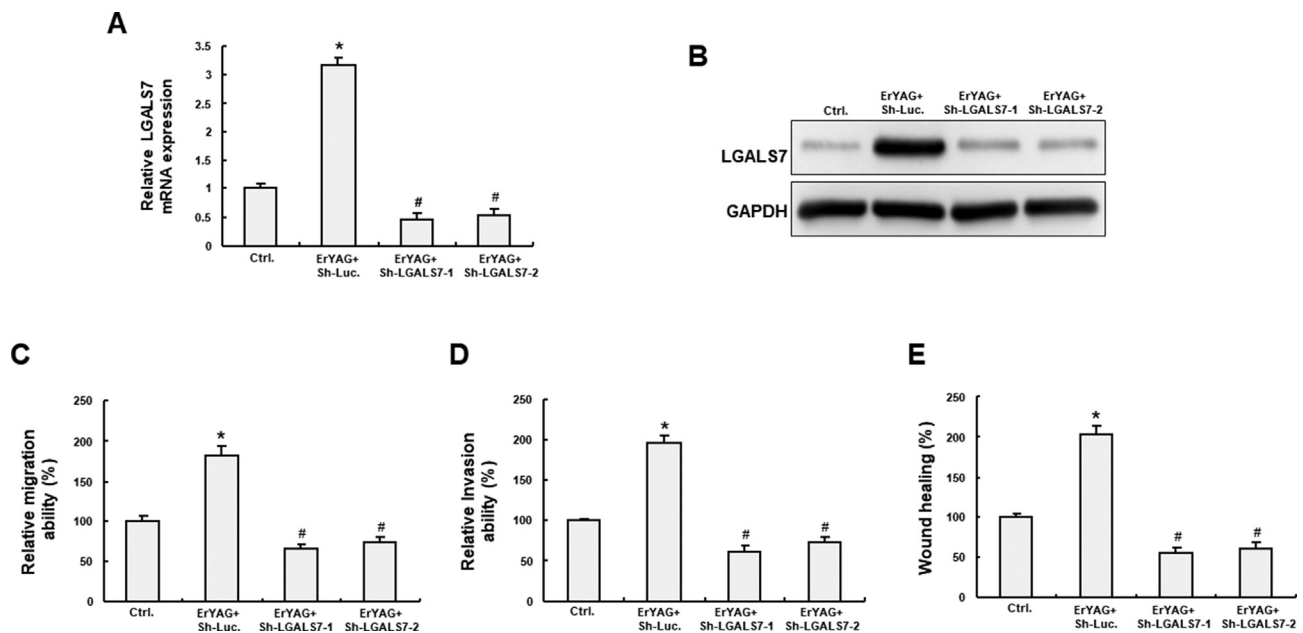 A
Relative LGALS7
mRNA expression
3.5
3
2.5
2
1.5
1
0.5
0
*
#
#
Ctrl.
ErYAG+
Sh-Luc.
ErYAG+
Sh-LGALS7-1
ErYAG+
Sh-LGALS7-2
B
Ctrl.
ErYAG+
Sh-Luc.
ErYAG+
Sh-LGALS7-1
ErYAG+
Sh-LGALS7-2
LGALS7
GAPDH
C
Relative migration
ability (%)
250
200
150
100
50
0
*
#
#
Ctrl.
ErYAG+
Sh-Luc.
ErYAG+
Sh-LGALS7-1
ErYAG+
Sh-LGALS7-2
D
Relative Invasion
ability (%)
250
200
150
100
50
0
*
#
#
Ctrl.
ErYAG+
Sh-Luc.
ErYAG+
Sh-LGALS7-1
ErYAG+
Sh-LGALS7-2
E
Wound healing (%)
250
200
150
100
50
0
*
#
#
Ctrl.
ErYAG+
Sh-Luc.
ErYAG+
Sh-LGALS7-1
ErYAG+
Sh-LGALS7-2